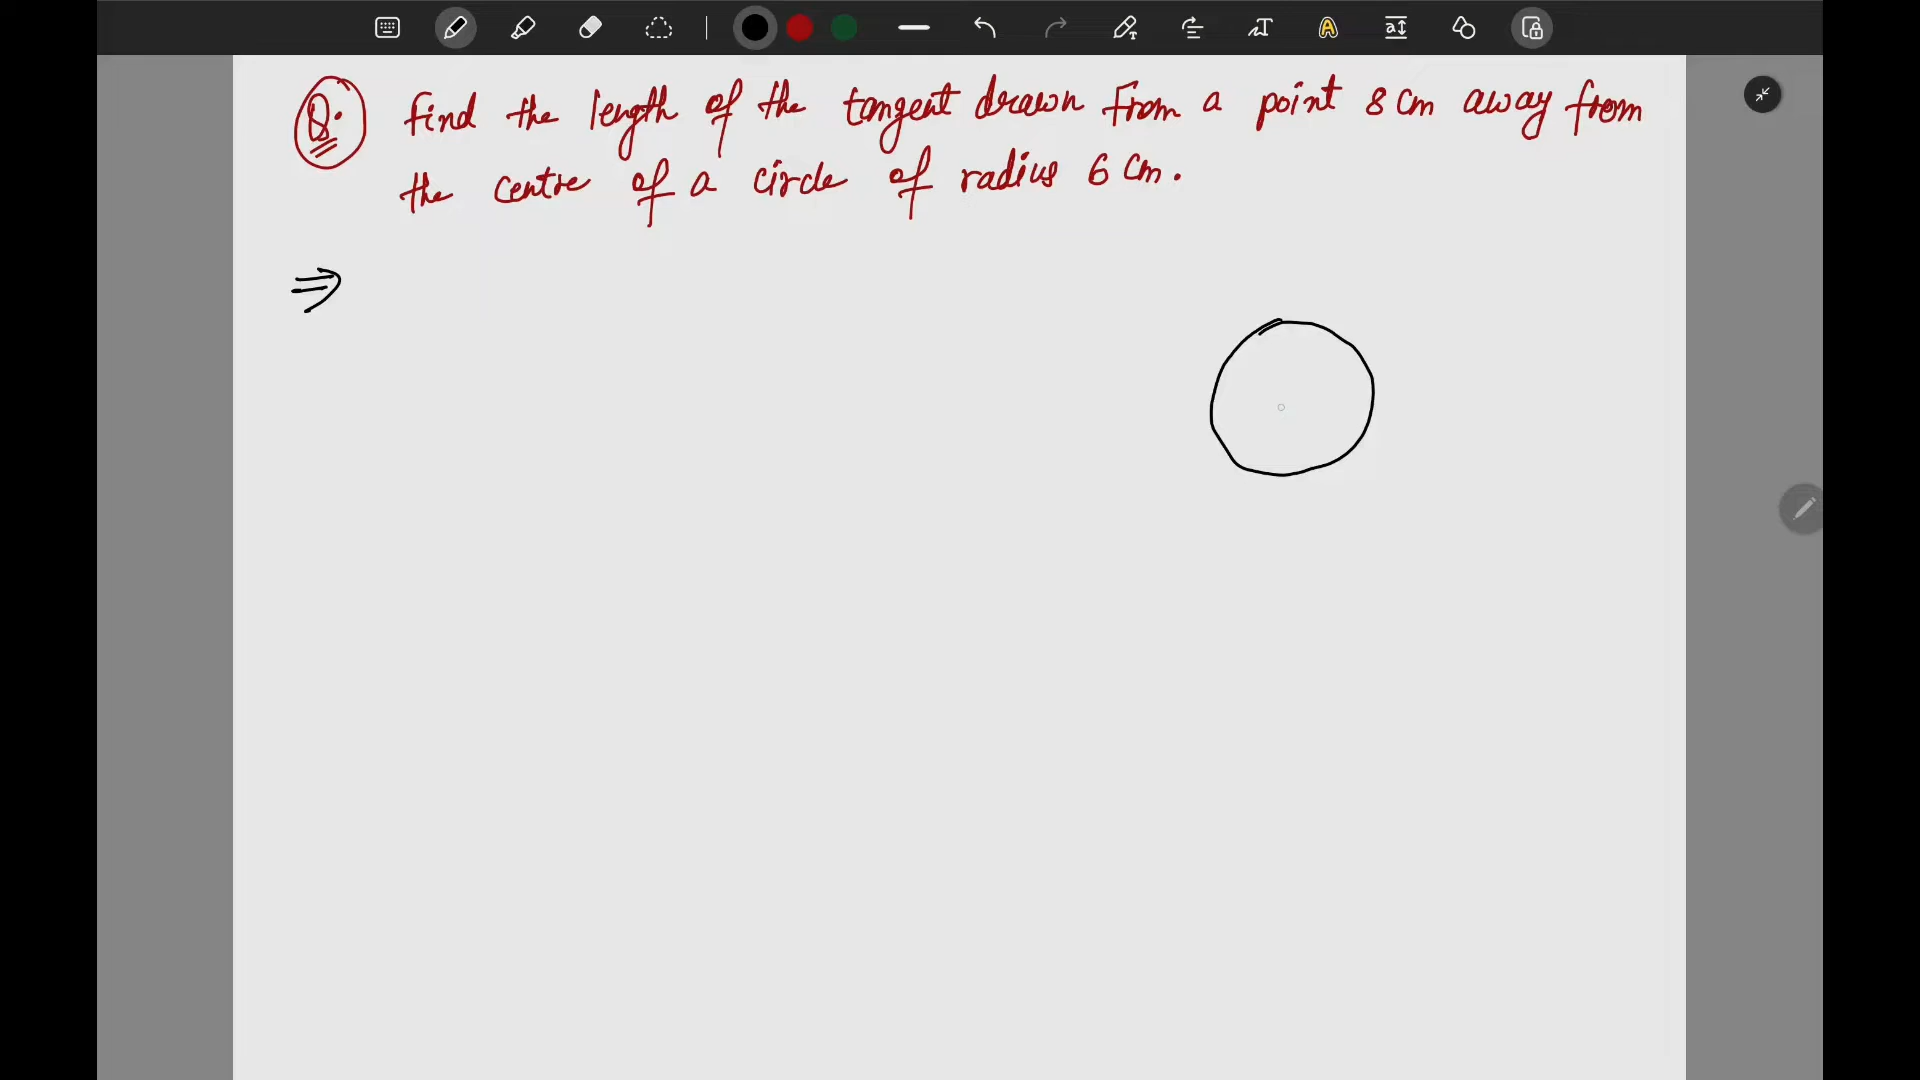 Q. Find the length of the tangent drawn from a point 8 cm away from
the centre of a circle of radius 6 cm.
⇒